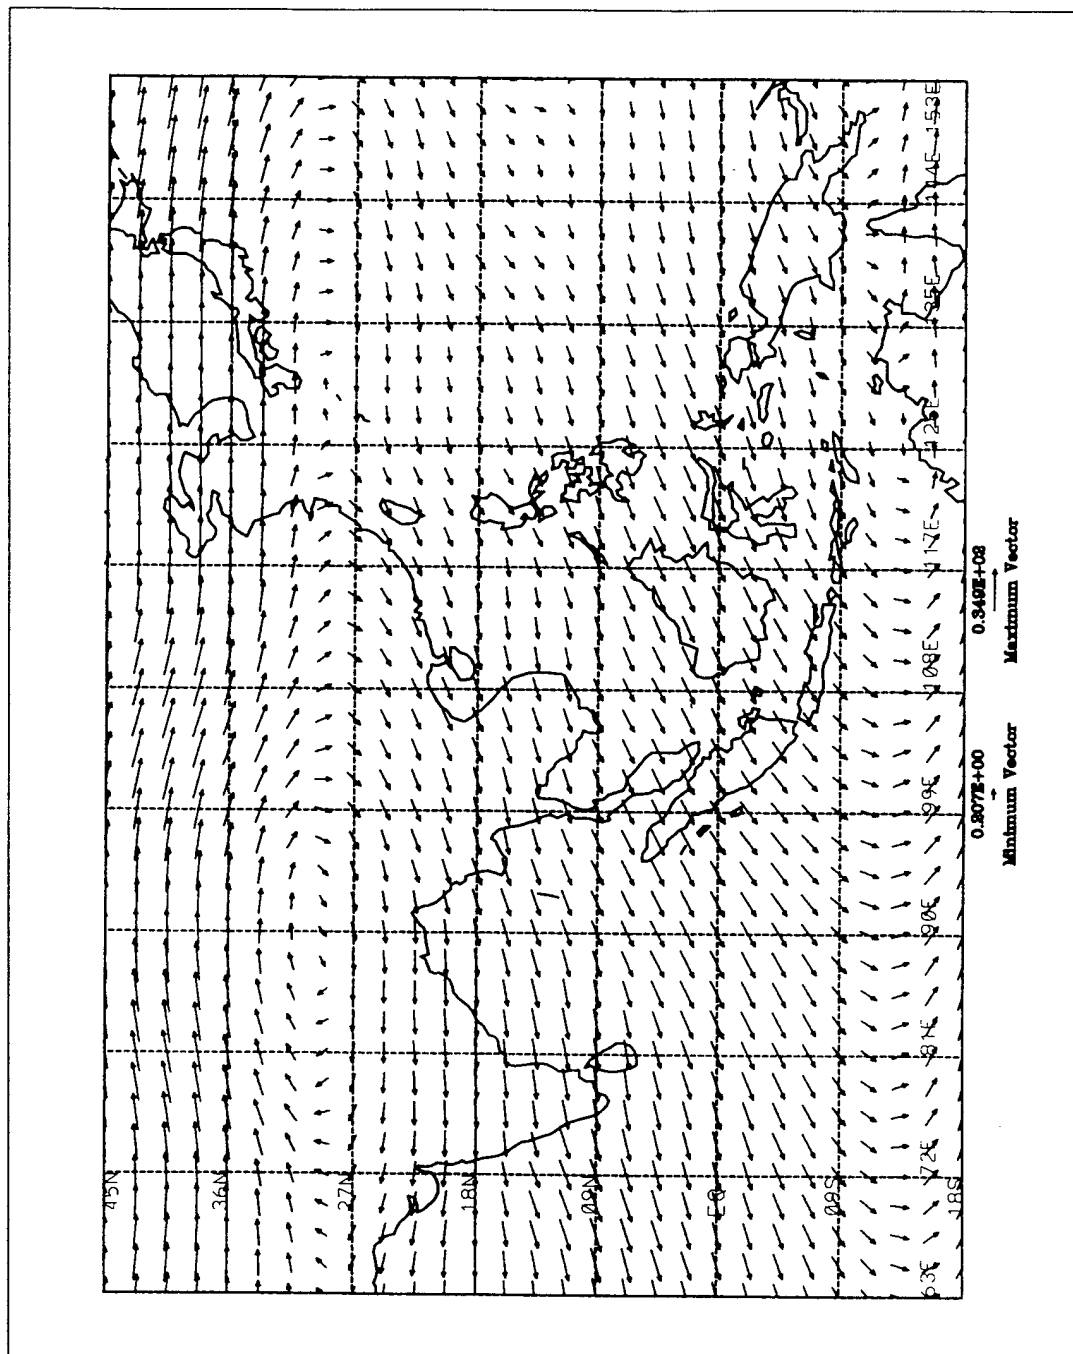 45N
36N
27N
18N
09N
EQ
09S
18S
63E
72E
81E
90E
99E
108E
117E
126E
135E
144E
153E
0.207E+00
Minimum Vector
0.349E+02
Maximum Vector